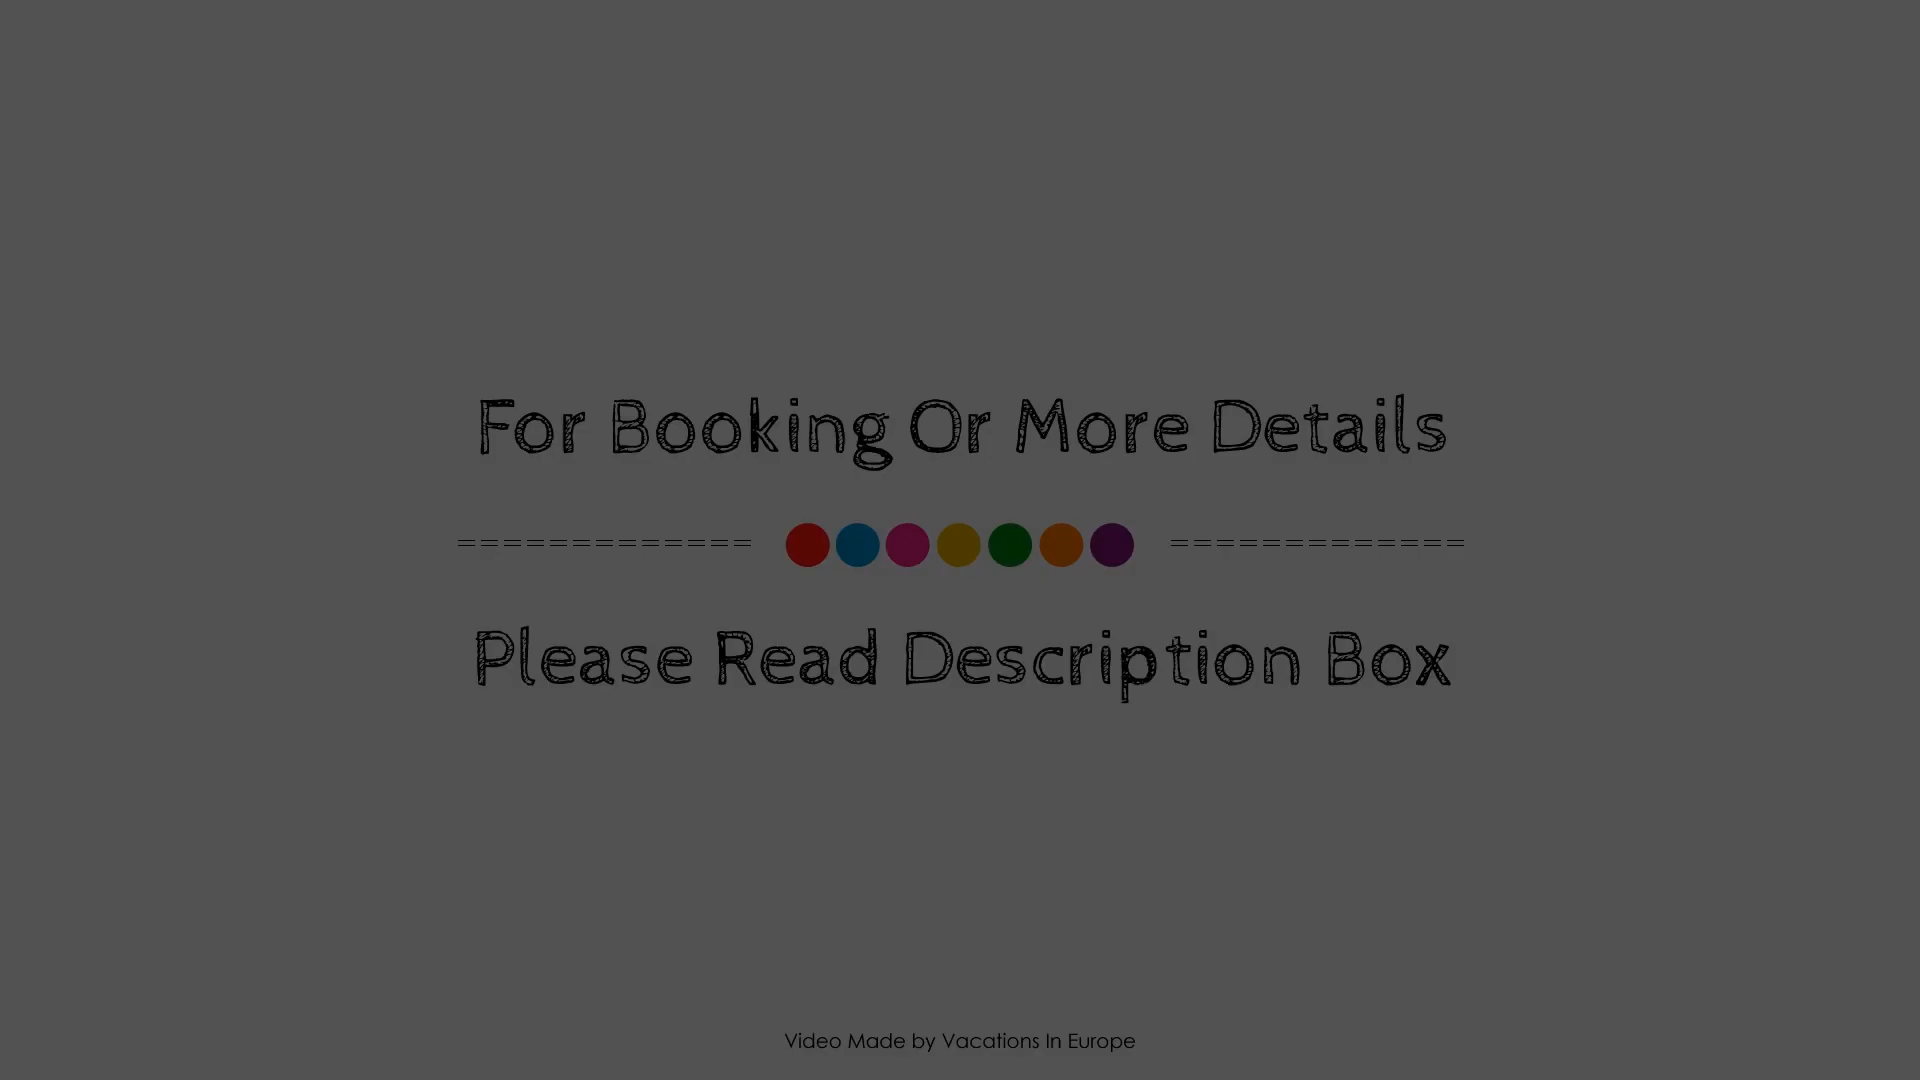 For Booking Or More Details
============= =============
Please Read Description Box
Video Made by Vacations In Europe